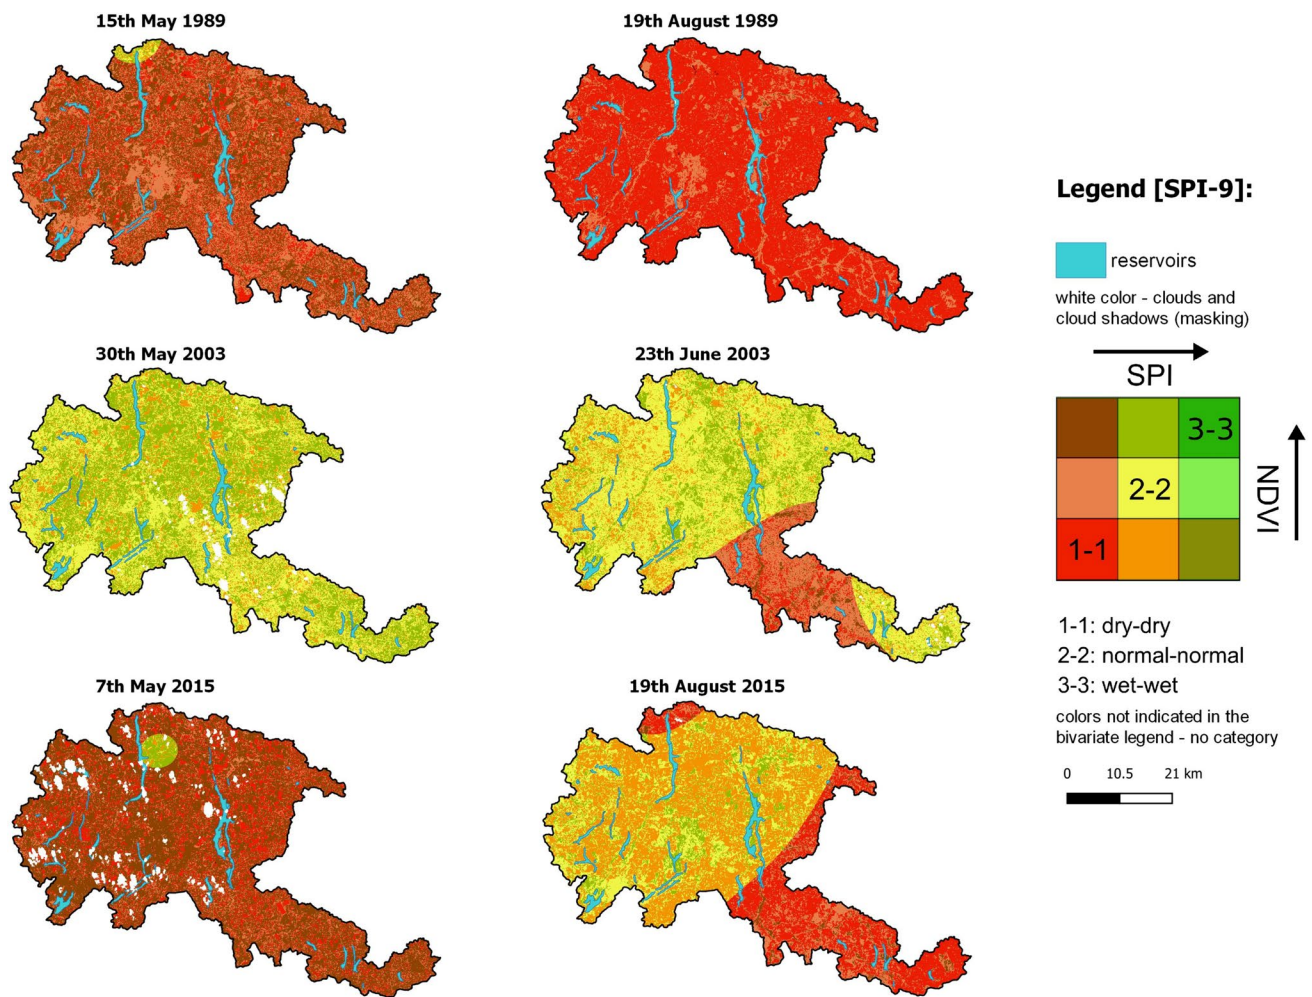 15th May 1989
19th August 1989
30th May 2003
23th June 2003
7th May 2015
19th August 2015
Legend [SPI-9]:
reservoirs
white color - clouds and
cloud shadows (masking)
SPI
3-3
2-2
1-1
NDVI
1-1: dry-dry
2-2: normal-normal
3-3: wet-wet
colors not indicated in the
bivariate legend - no category
0 10.5 21 km